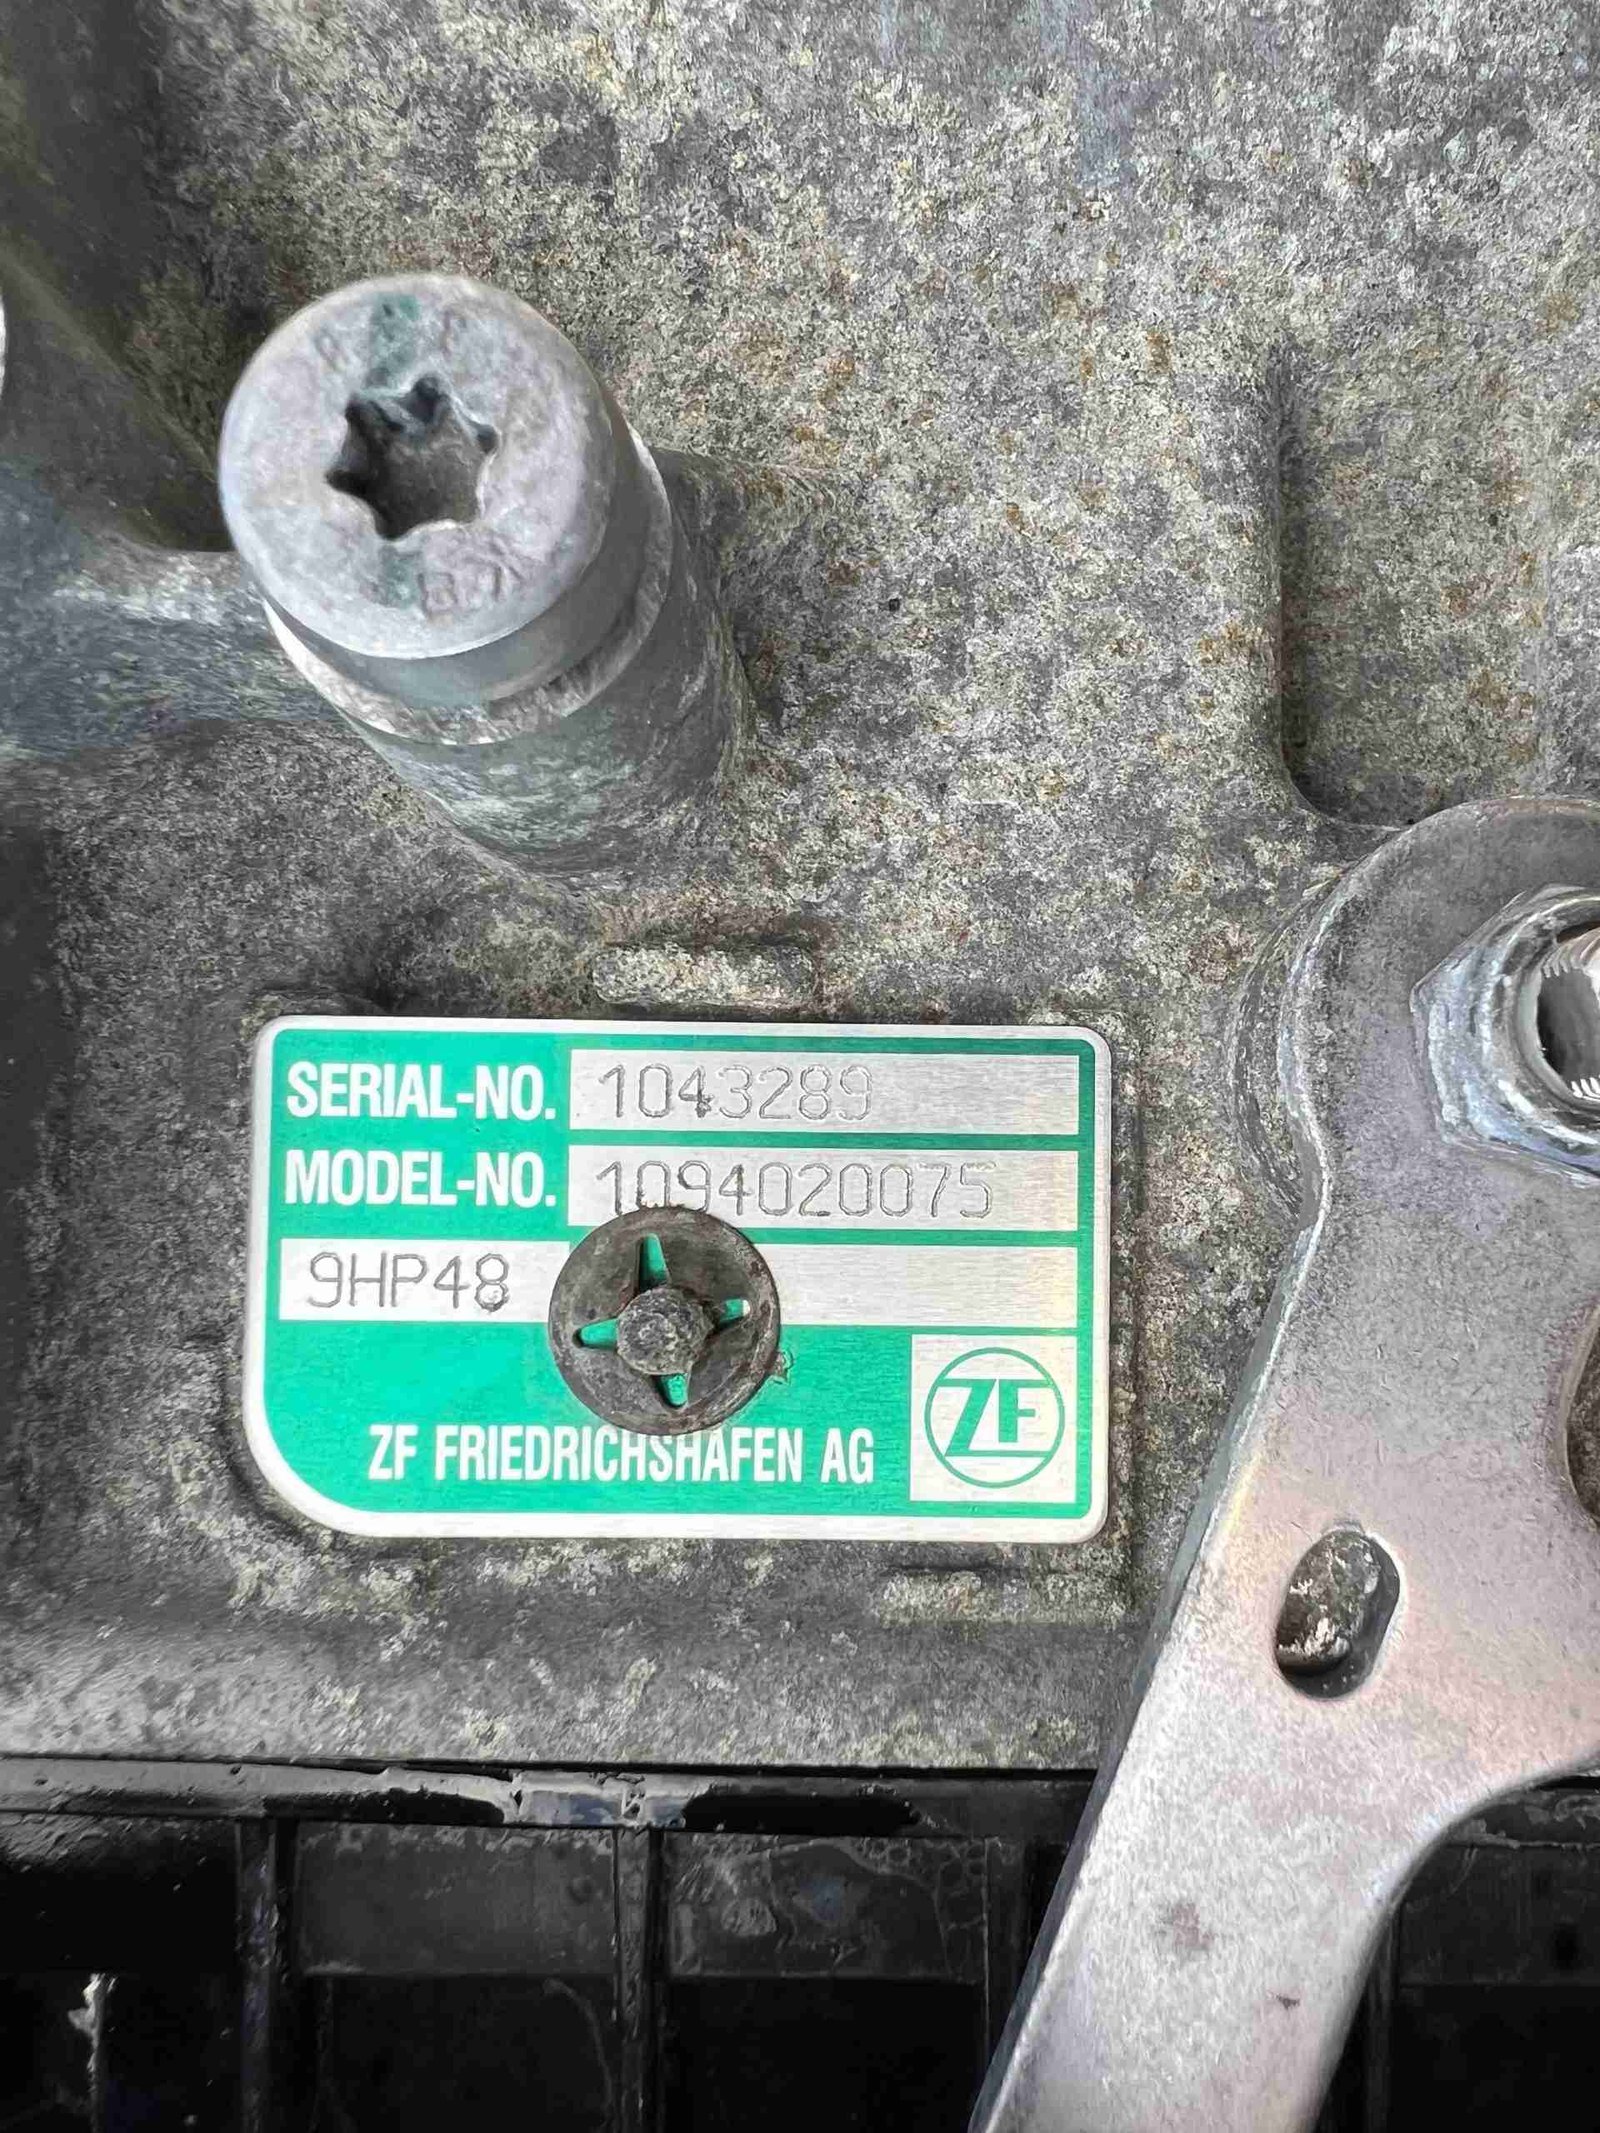 SERIAL-NO. 1043289
MODEL-NO. 1094020075
9HP48
ZF FRIEDRICHSHAFEN AG
ZF